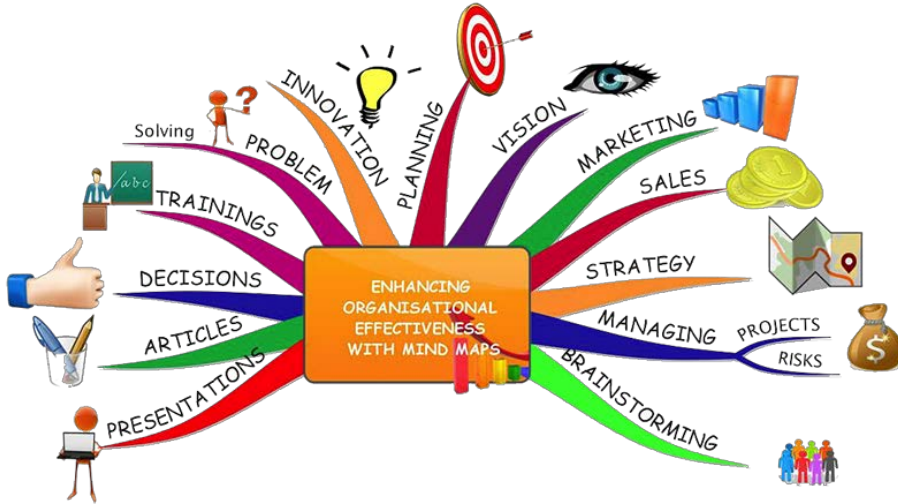 ENHANCING
ORGANISATIONAL
EFFECTIVENESS
WITH MIND MAPS
PLANNING
VISION
MARKETING
SALES
STRATEGY
MANAGING
PROJECTS
RISKS
BRAINSTORMING
PRESENTATIONS
ARTICLES
DECISIONS
TRAININGS
/abc
Solving
PROBLEM
?
INNOVATION
1
$